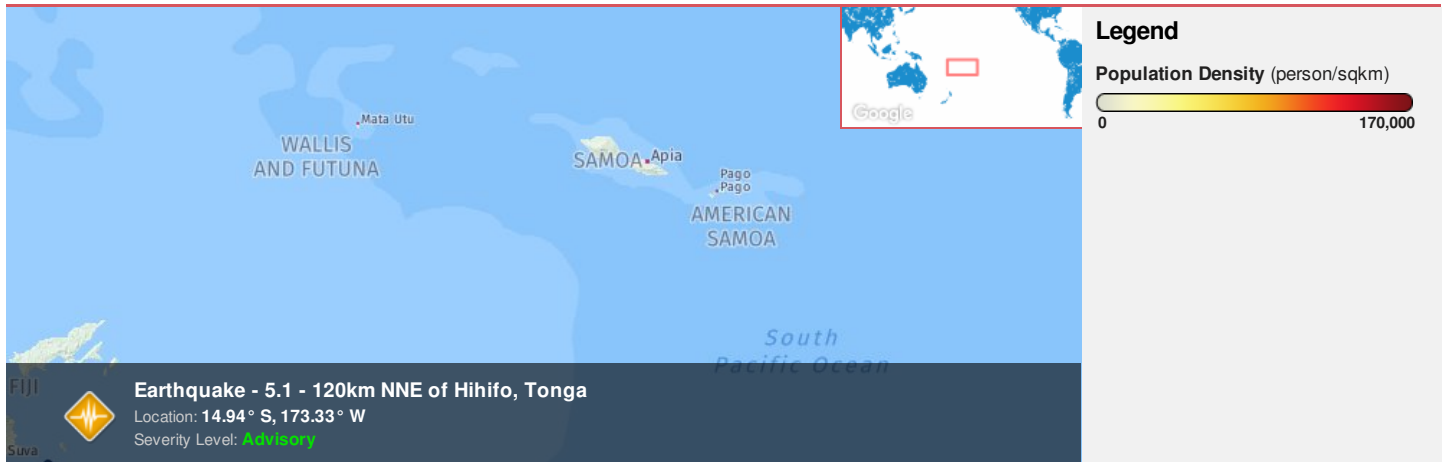 Mata Utu
WALLIS
AND FUTUNA
SAMOA
Apia
Pago
Pago
AMERICAN
SAMOA
South
Pacific Ocean
FIJI
Suva
Google
Earthquake - 5.1 - 120km NNE of Hihifo, Tonga
Location: 14.94° S, 173.33° W
Severity Level: Advisory
Legend
Population Density (person/sqkm)
0 170,000